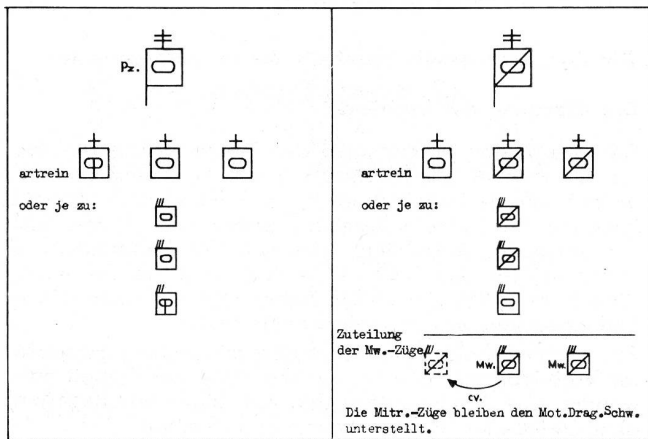 Pz.
artrein
oder je zu:
artrein
oder je zu:
Zuteilung
der Mw.-Züge
Mw.
Mw.
cv.
Die Mitr.-Züge bleiben den Mot.Drag.Schw.
unterstellt.